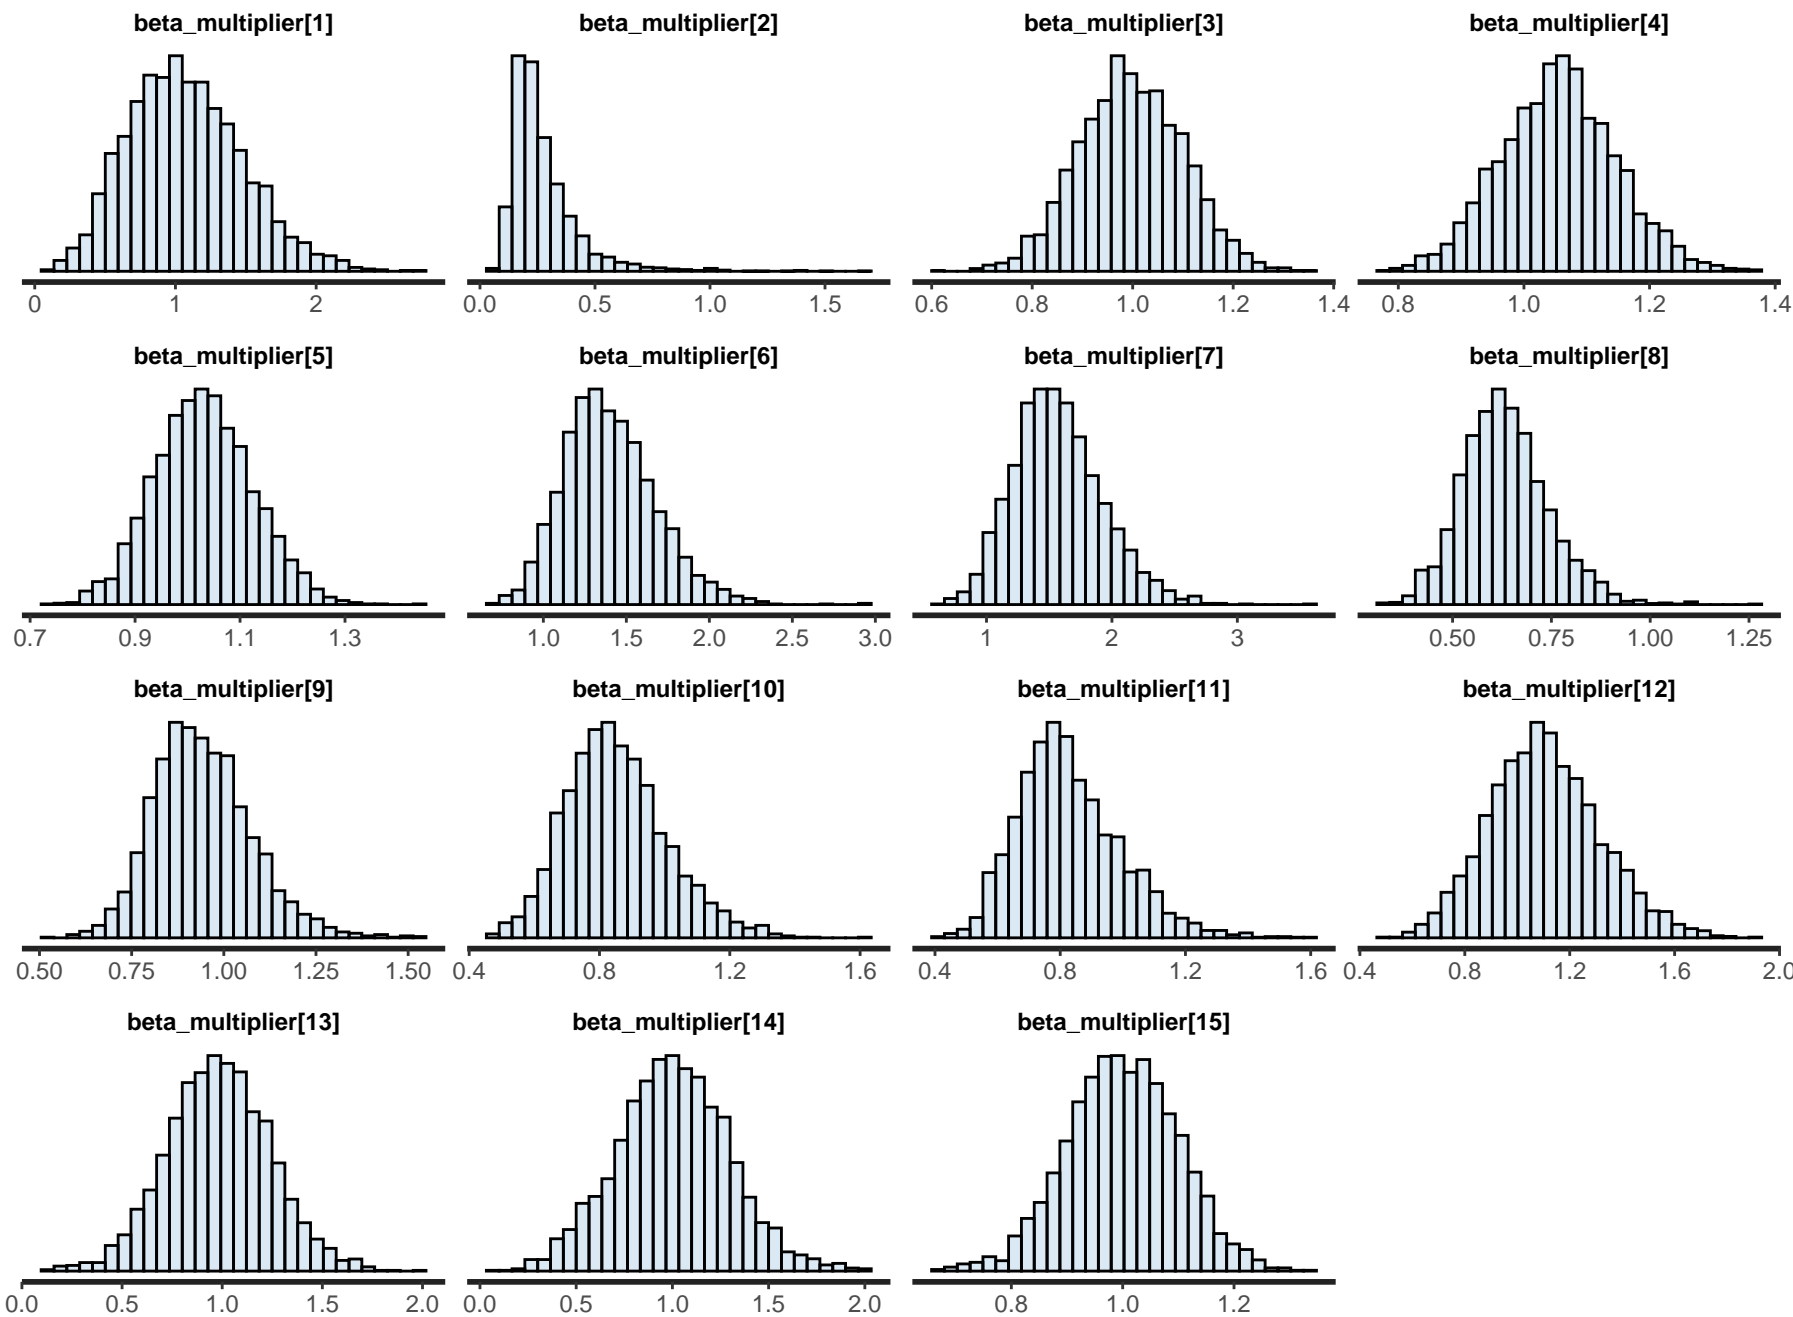 beta_multiplier[1] beta_multiplier[2] beta_multiplier[3] beta_multiplier[4]
0 1 2 0.0 0.5 1.0 1.5 0.6 0.8 1.0 1.2 1.4 0.8 1.0 1.2 1.4
beta_multiplier[5] beta_multiplier[6] beta_multiplier[7] beta_multiplier[8]
0.7 0.9 1.1 1.3 1.0 1.5 2.0 2.5 3.0 1 2 3 0.50 0.75 1.00 1.25
beta_multiplier[9] beta_multiplier[10] beta_multiplier[11] beta_multiplier[12]
0.50 0.75 1.00 1.25 1.50 0.4 0.8 1.2 1.6 0.4 0.8 1.2 1.6 0.4 0.8 1.2 1.6 2.0
beta_multiplier[13] beta_multiplier[14] beta_multiplier[15]
0.0 0.5 1.0 1.5 2.0 0.0 0.5 1.0 1.5 2.0 0.8 1.0 1.2